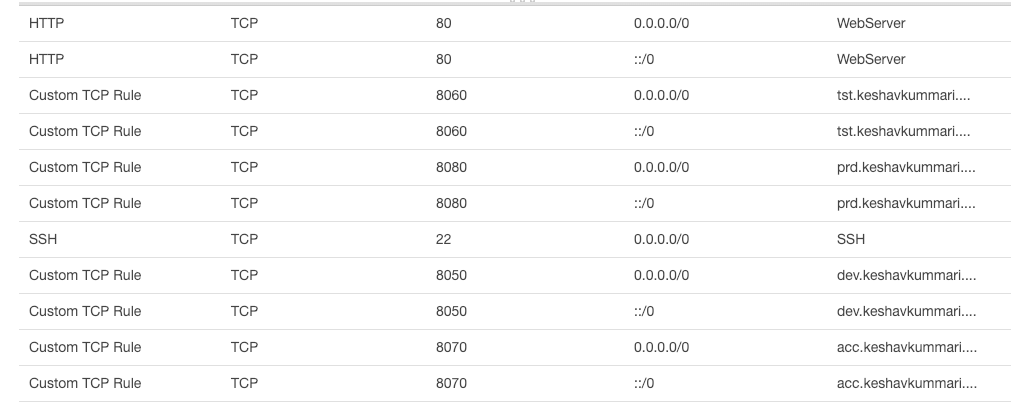 HTTP TCP 80 0.0.0.0/0 WebServer
HTTP TCP 80 ::/0 WebServer
Custom TCP Rule TCP 8060 0.0.0.0/0 tst.keshavkummari....
Custom TCP Rule TCP 8060 ::/0 tst.keshavkummari....
Custom TCP Rule TCP 8080 0.0.0.0/0 prd.keshavkummari....
Custom TCP Rule TCP 8080 ::/0 prd.keshavkummari....
SSH TCP 22 0.0.0.0/0 SSH
Custom TCP Rule TCP 8050 0.0.0.0/0 dev.keshavkummari....
Custom TCP Rule TCP 8050 ::/0 dev.keshavkummari....
Custom TCP Rule TCP 8070 0.0.0.0/0 acc.keshavkummari....
Custom TCP Rule TCP 8070 ::/0 acc.keshavkummari....